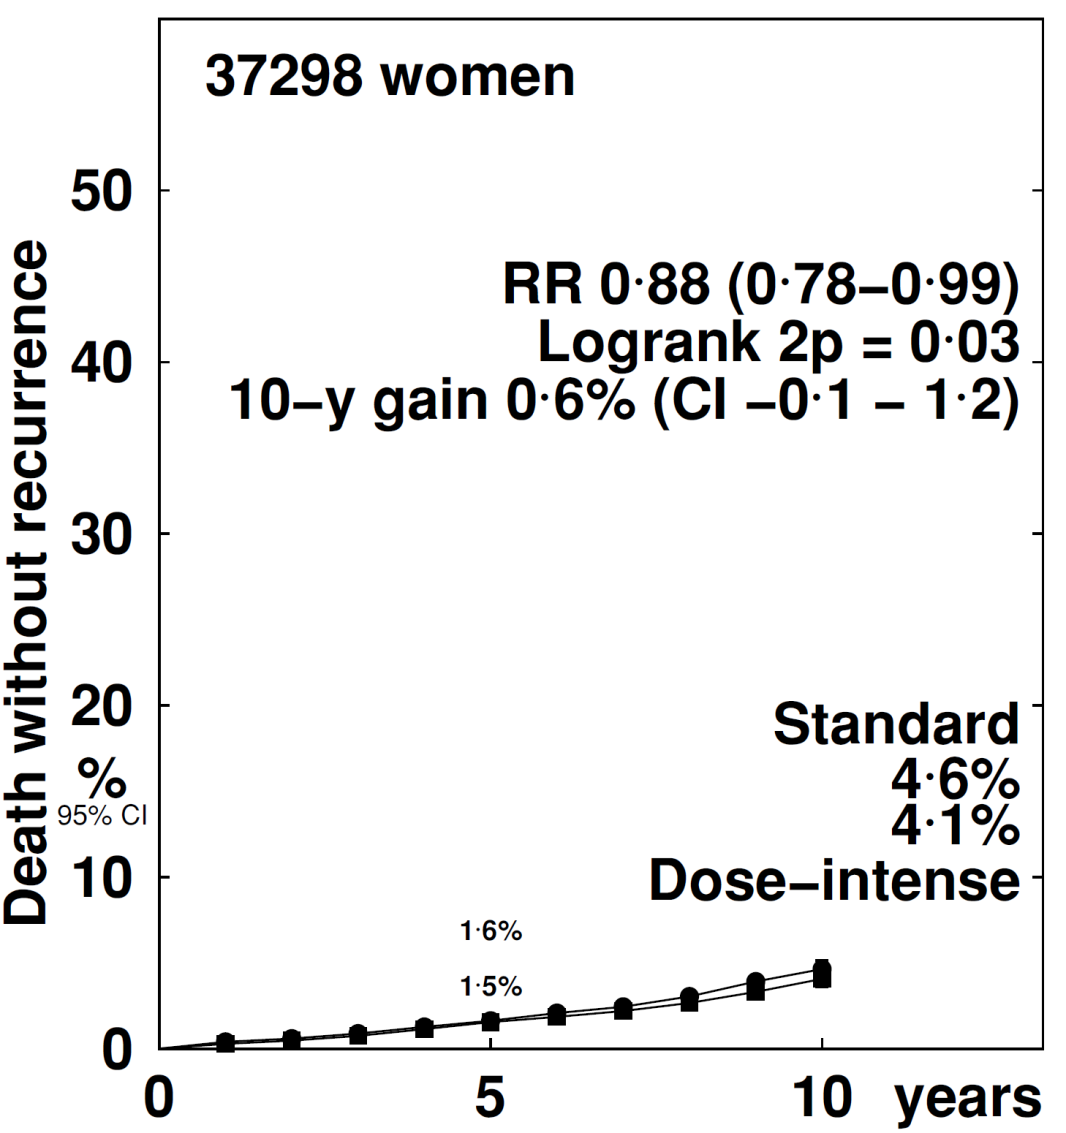 37298 women
50
RR 0·88 (0·78–0·99)
Logrank 2p = 0·03
40
10–y gain 0·6% (CI –0·1 – 1·2)
30
Death without recurrence
20
Standard
%
4·6%
95% CI
4·1%
10
Dose–intense
1·6%
1·5%
0
0 5 10 years